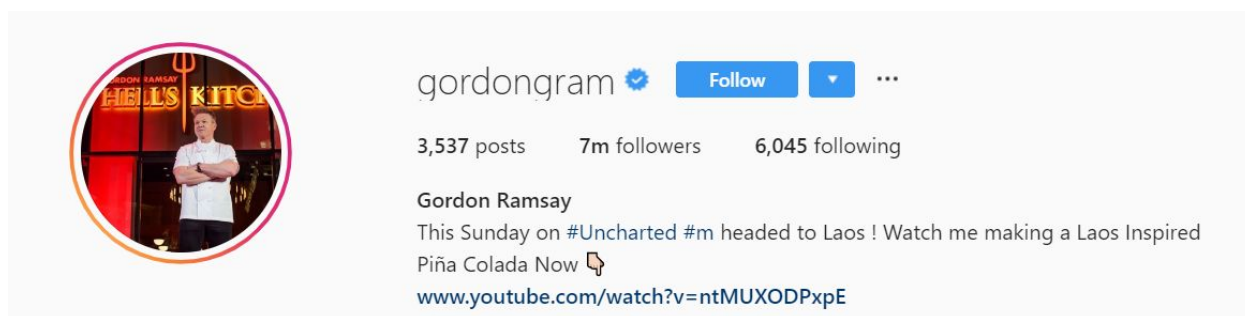 GORDON RAMSAY
HELL'S KITCH
gordongram
Follow
3,537 posts 7m followers 6,045 following
Gordon Ramsay
This Sunday on #Uncharted #m headed to Laos ! Watch me making a Laos Inspired
Piña Colada Now 👇🏻
www.youtube.com/watch?v=ntMUXODPxpE